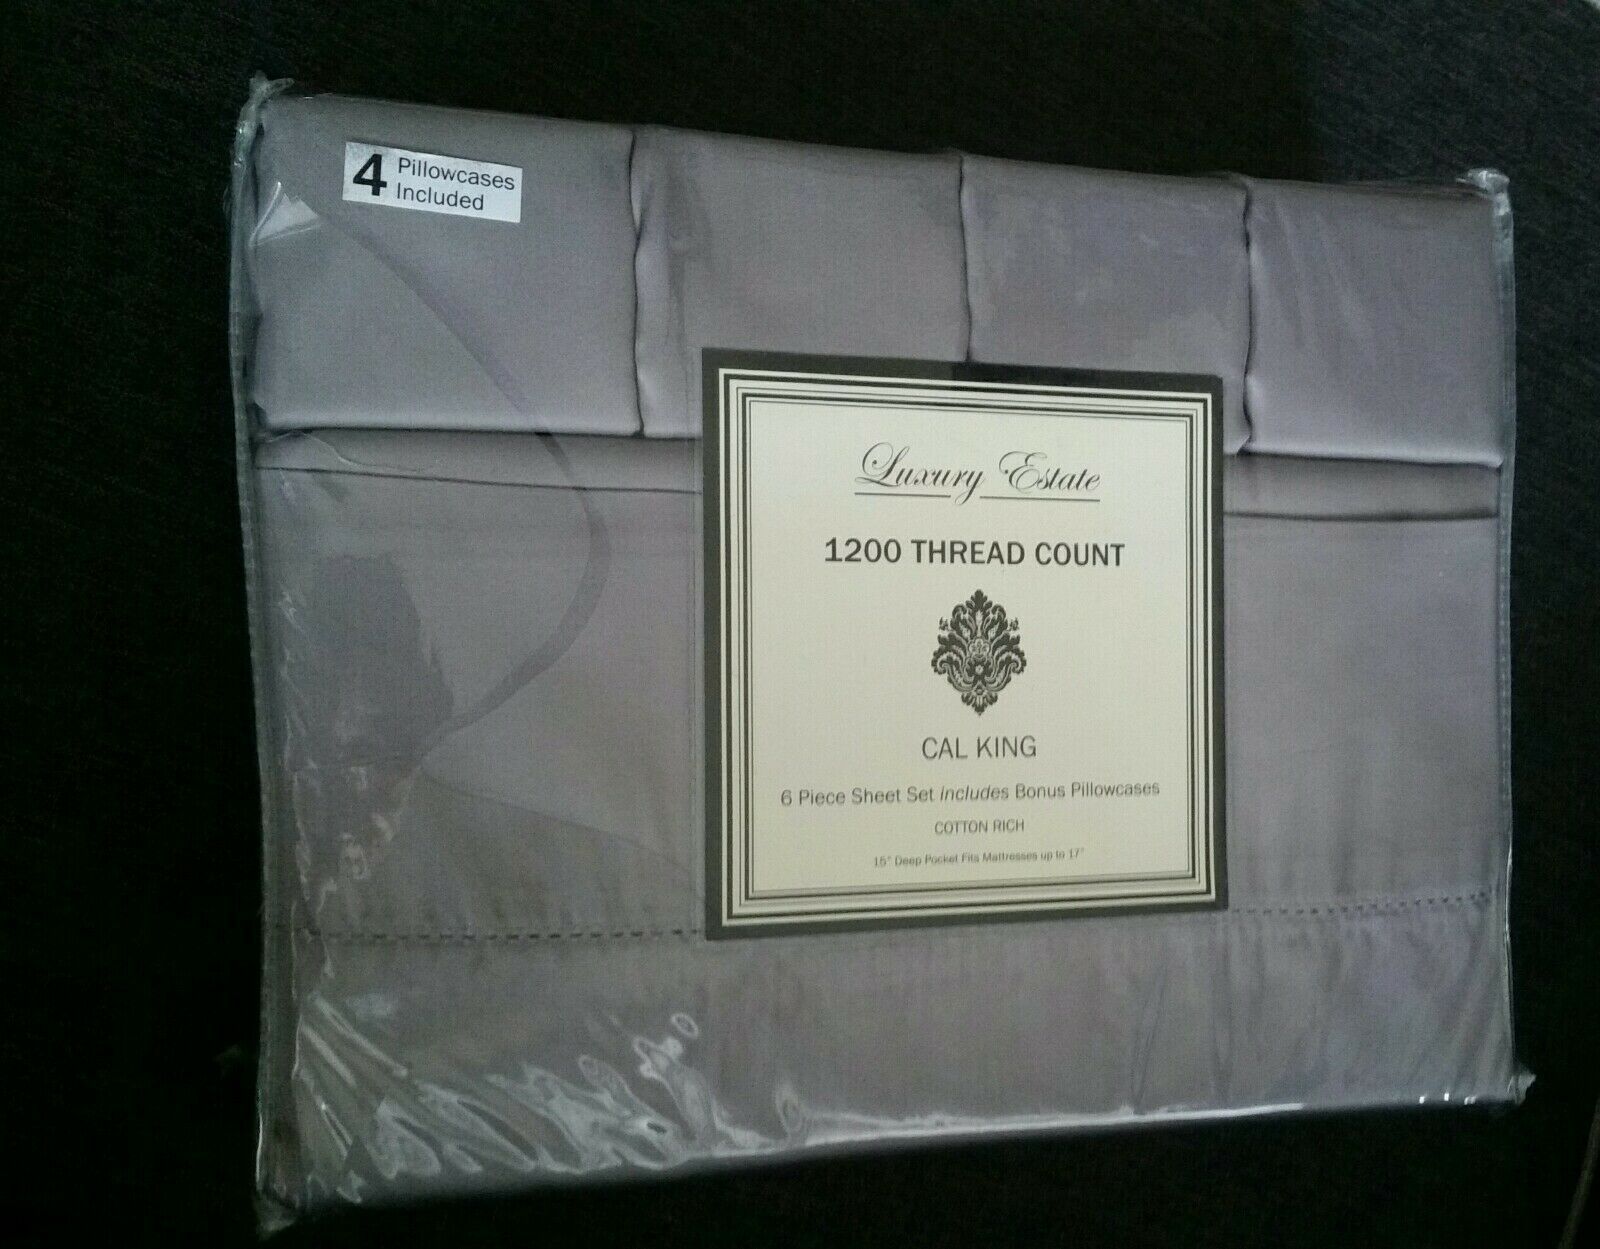 4 Pillowcases
Included
Luxury Estate
1200 THREAD COUNT
CAL KING
6 Piece Sheet Set includes Bonus Pillowcases
COTTON RICH
15" Deep Pocket Fits Mattresses up to 17"